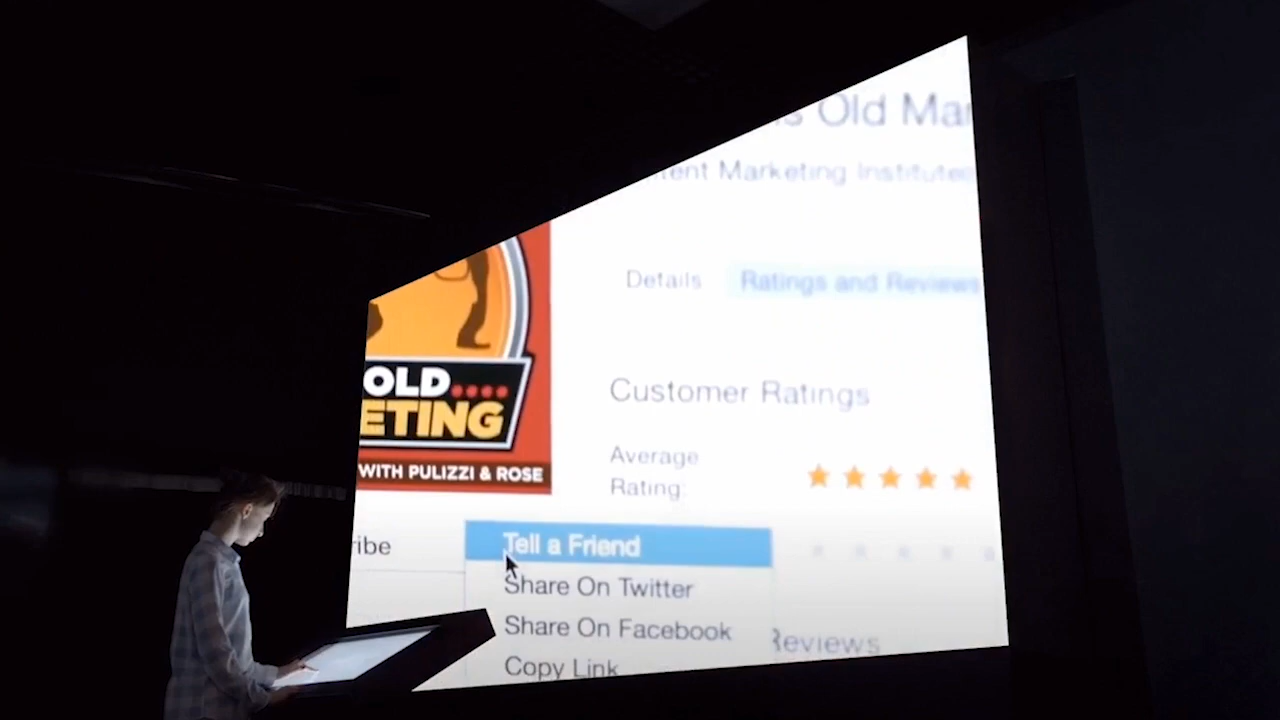 Old Mar
Marketing Institute
Details Ratings and Reviews
OLD....
ETING
WITH PULIZZI & ROSE
Customer Ratings
Average
Rating:
ribe
Tell a Friend
Share On Twitter
Share On Facebook
Copy Link
Reviews